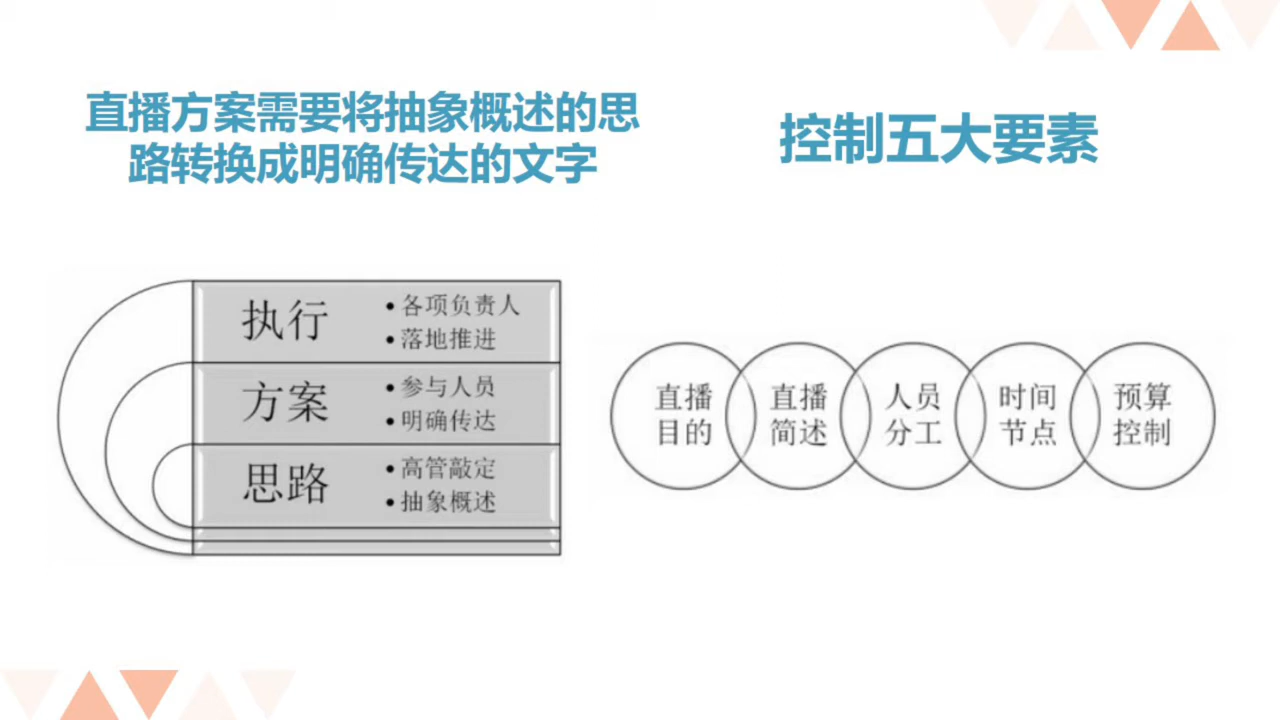 直播方案需要将抽象概述的思
路转换成明确传达的文字
控制五大要素
执行
•各项负责人
•落地推进
方案
•参与人员
•明确传达
思路
•高管敲定
•抽象概述
直播
目的
直播
简述
人员
分工
时间
节点
预算
控制